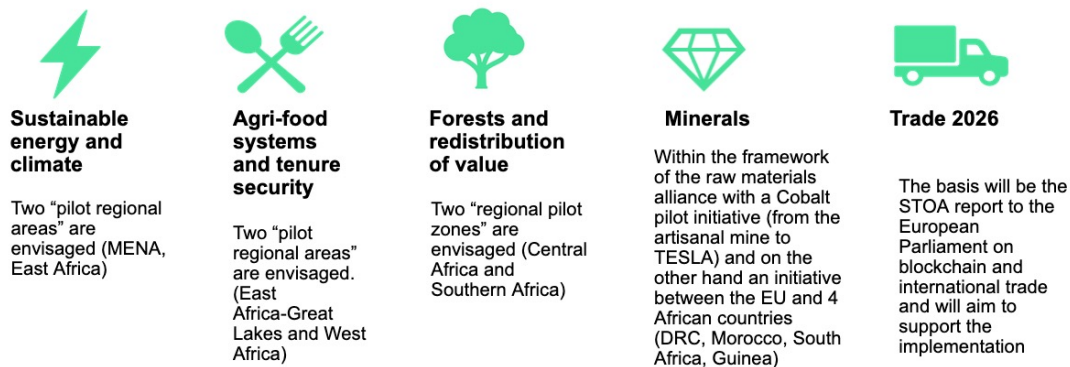 Sustainable
energy and
climate
Two “pilot regional
areas” are
envisaged (MENA,
East Africa)
Agri-food
systems
and tenure
security
Two “pilot
regional areas”
are envisaged.
(East
Africa-Great
Lakes and West
Africa)
Forests and
redistribution
of value
Two “regional pilot
zones” are
envisaged (Central
Africa and
Southern Africa)
Minerals
Within the framework
of the raw materials
alliance with a Cobalt
pilot initiative (from the
artisanal mine to
TESLA) and on the
other hand an initiative
between the EU and 4
African countries
(DRC, Morocco, South
Africa, Guinea)
Trade 2026
The basis will be the
STOA report to the
European
Parliament on
blockchain and
international trade
and will aim to
support the
implementation